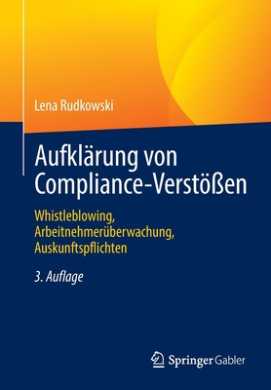 Lena Rudkowski
Aufklärung von
Compliance-Verstößen
Whistleblowing,
Arbeitnehmerüberwachung,
Auskunftspflichten
3. Auflage
Springer Gabler